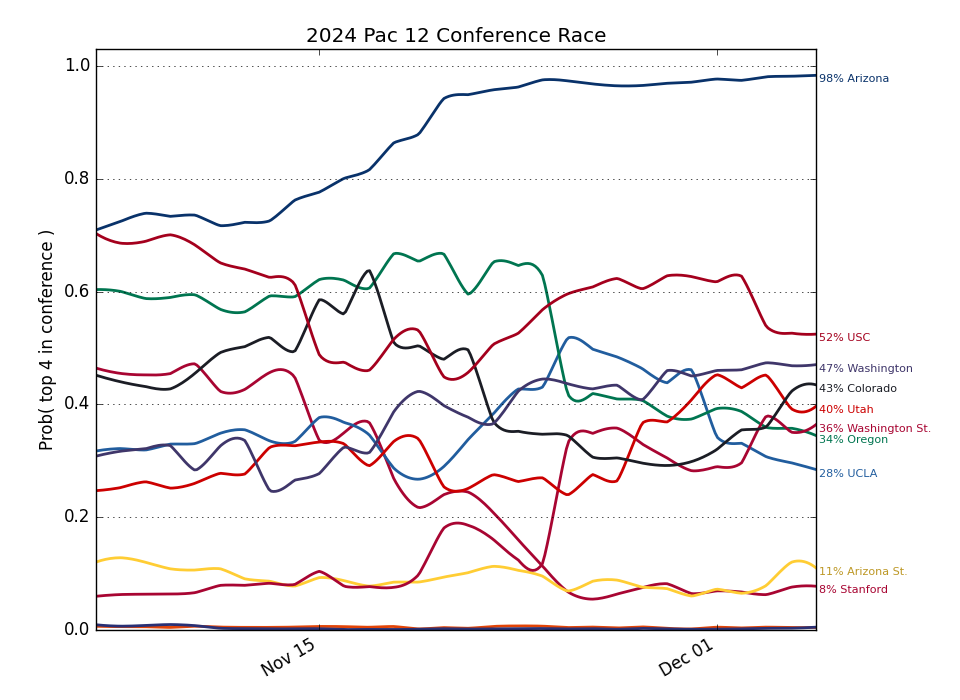 2024 Pac 12 Conference Race
Prob( top 4 in conference )
1.0
0.8
0.6
0.4
0.2
0.0
Nov 15
Dec 01
98% Arizona
52% USC
47% Washington
43% Colorado
40% Utah
36% Washington St.
34% Oregon
28% UCLA
11% Arizona St.
8% Stanford